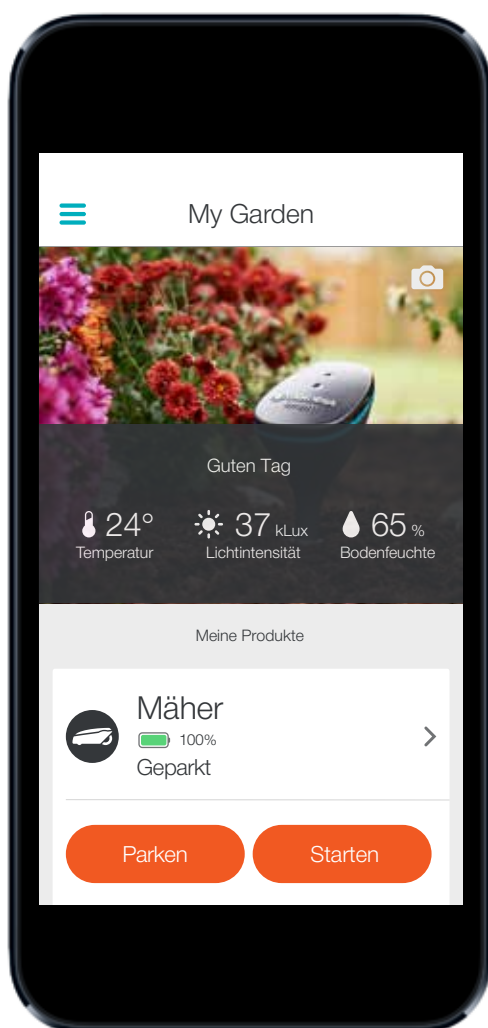 My Garden
Guten Tag
24° 37 kLux 65 %
Temperatur Lichtintensität Bodenfeuchte
Meine Produkte
Mäher
100%
Geparkt
Parken Starten